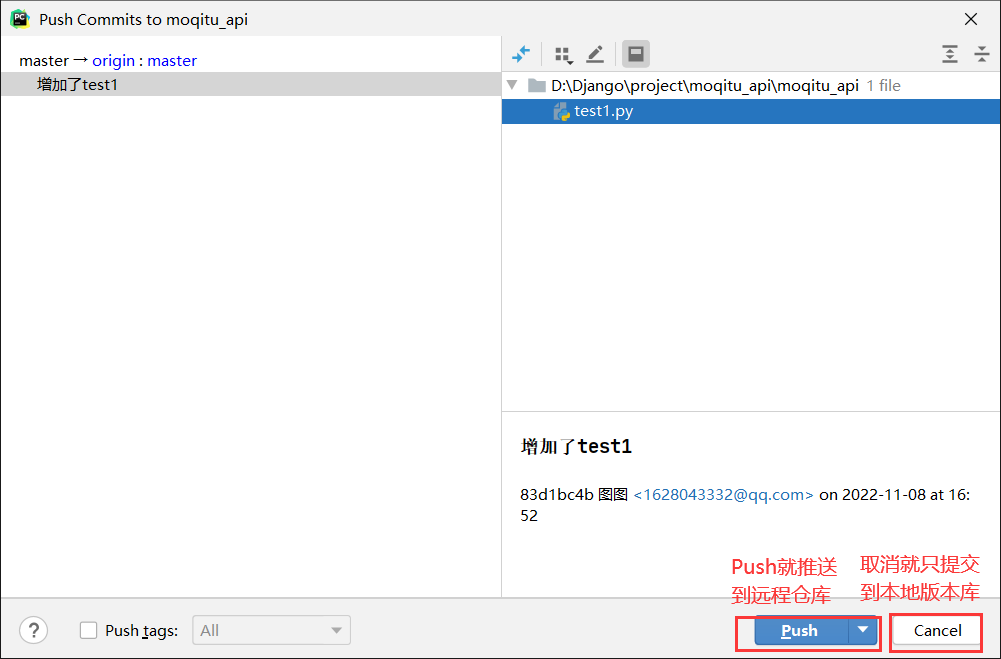 PC
Push Commits to moqitu_api
master → origin : master
增加了test1
D:\Django\project\moqitu_api\moqitu_api 1 file
test1.py
增加了test1
83d1bc4b 图图 <1628043332@qq.com> on 2022-11-08 at 16:
52
Push就推送
到远程仓库
取消就只提交
到本地版本库
?
Push tags:
All
Push
Cancel